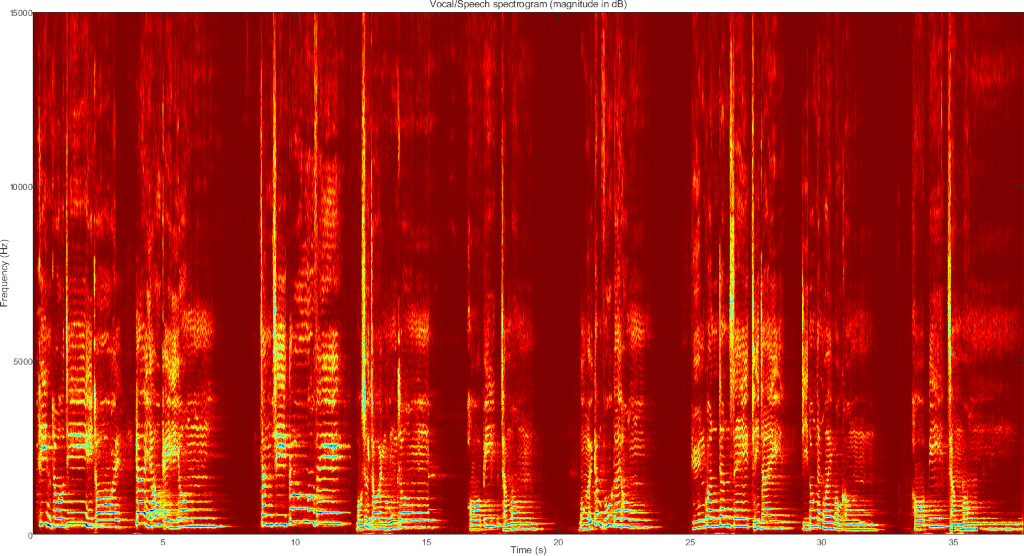 Vocal/Speech spectrogram (magnitude in dB)
15000
10000
5000
0
Frequency (Hz)
5 10 15 20 25 30 35
Time (s)